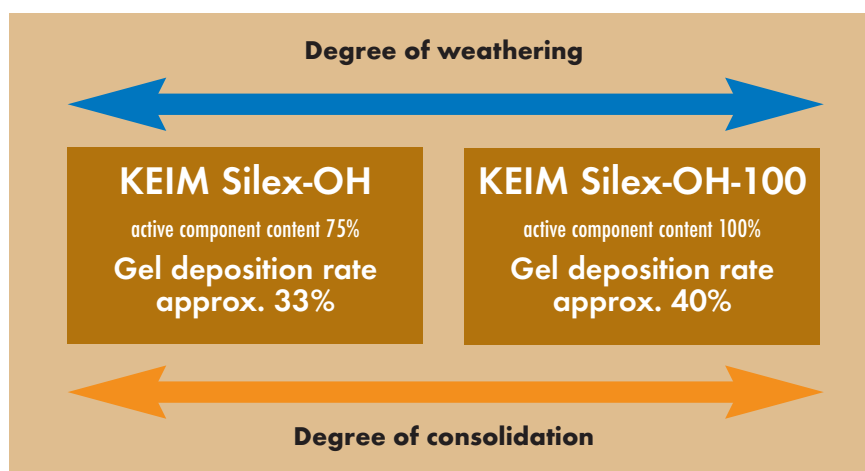 Degree of weathering
KEIM Silex-OH
active component content 75%
Gel deposition rate
approx. 33%
KEIM Silex-OH-100
active component content 100%
Gel deposition rate
approx. 40%
Degree of consolidation